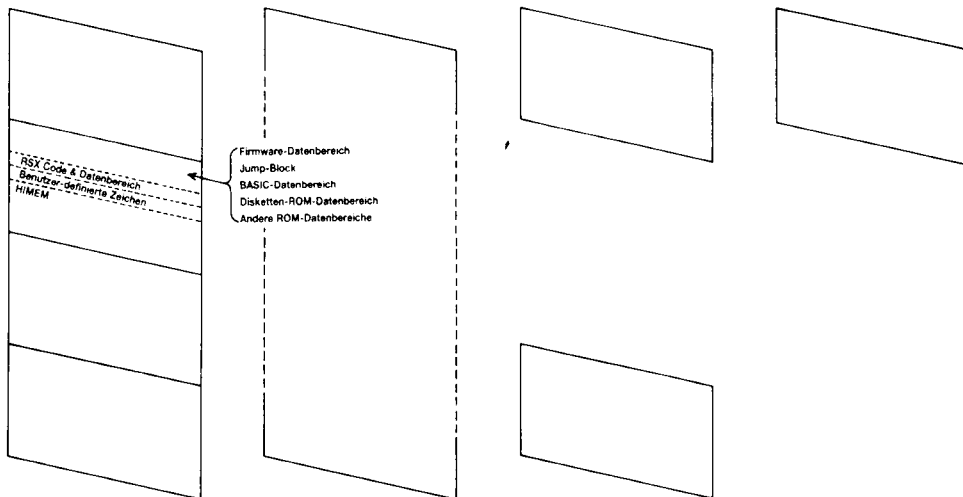 RSX Code & Datenbereich
Benutzer-definierte Zeichen
HIMEM
Firmware-Datenbereich
Jump-Block
BASIC-Datenbereich
Disketten-ROM-Datenbereich
Andere ROM-Datenbereiche